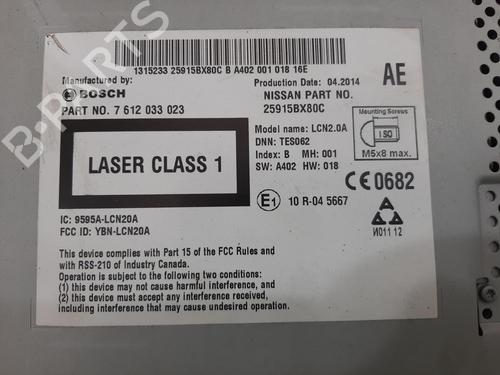 1315233 25915BX80C B A402 001 018 16E
Manufactured by:
BOSCH
PART NO. 7 612 033 023
Production Date: 04.2014
NISSAN PART NO.
25915BX80C
AE
Model name: LCN2.0A
DNN: TES062
Index: B MH: 001
SW: A402 HW: 018
Mounting Screws
ISO
M5x8 max.
LASER CLASS 1
CE0682
E1 10 R-04 5667
И011 12
IC: 9595A-LCN20A
FCC ID: YBN-LCN20A
This device complies with Part 15 of the FCC Rules and
with RSS-210 of Industry Canada.
Operation is subject to the following two conditions:
(1) this device may not cause harmful interference, and
(2) this device must accept any interference received,
including interference that may cause undesired operation.
B-PARTS